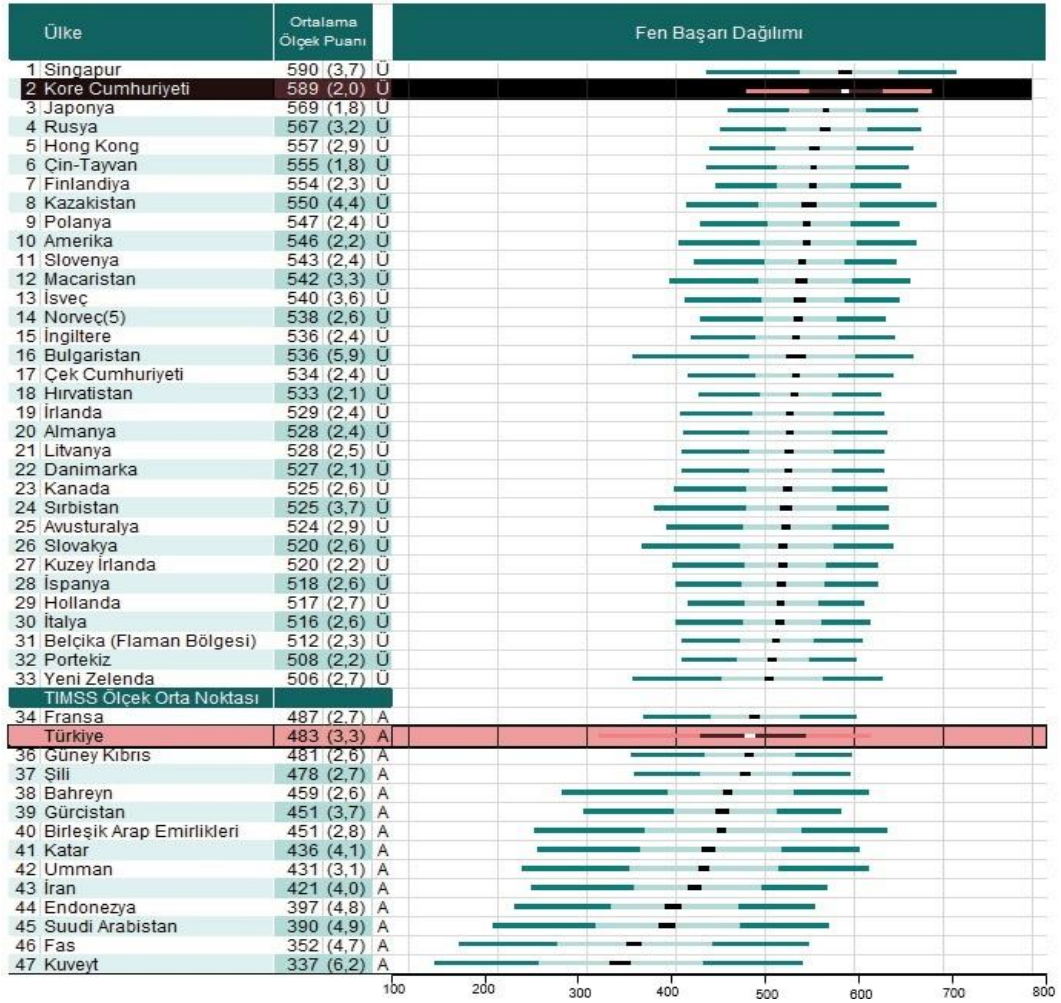 Ülke Ortalama Ölçek Puanı Fen Başarı Dağılımı
1 Singapur 590 (3,7) Ü
2 Kore Cumhuriyeti 589 (2,0) Ü
3 Japonya 569 (1,8) Ü
4 Rusya 567 (3,2) Ü
5 Hong Kong 557 (2,9) Ü
6 Çin-Tayvan 555 (1,8) Ü
7 Finlandiya 554 (2,3) Ü
8 Kazakistan 550 (4,4) Ü
9 Polanya 547 (2,4) Ü
10 Amerika 546 (2,2) Ü
11 Slovenya 543 (2,4) Ü
12 Macaristan 542 (3,3) Ü
13 İsveç 540 (3,6) Ü
14 Norveç(5) 538 (2,6) Ü
15 İngiltere 536 (2,4) Ü
16 Bulgaristan 536 (5,9) Ü
17 Çek Cumhuriyeti 534 (2,4) Ü
18 Hırvatistan 533 (2,1) Ü
19 İrlanda 529 (2,4) Ü
20 Almanya 528 (2,4) Ü
21 Litvanya 528 (2,5) Ü
22 Danimarka 527 (2,1) Ü
23 Kanada 525 (2,6) Ü
24 Sırbistan 525 (3,7) Ü
25 Avusturalya 524 (2,9) Ü
26 Slovakya 520 (2,6) Ü
27 Kuzey İrlanda 520 (2,2) Ü
28 İspanya 518 (2,6) Ü
29 Hollanda 517 (2,7) Ü
30 İtalya 516 (2,6) Ü
31 Belçika (Flaman Bölgesi) 512 (2,3) Ü
32 Portekiz 508 (2,2) Ü
33 Yeni Zelenda 506 (2,7) Ü
TIMSS Ölçek Orta Noktası
34 Fransa 487 (2,7) A
Türkiye 483 (3,3) A
36 Güney Kıbrıs 481 (2,6) A
37 Şili 478 (2,7) A
38 Bahreyn 459 (2,6) A
39 Gürcistan 451 (3,7) A
40 Birleşik Arap Emirlikleri 451 (2,8) A
41 Katar 436 (4,1) A
42 Umman 431 (3,1) A
43 İran 421 (4,0) A
44 Endonezya 397 (4,8) A
45 Suudi Arabistan 390 (4,9) A
46 Fas 352 (4,7) A
47 Kuveyt 337 (6,2) A
100 200 300 400 500 600 700 800